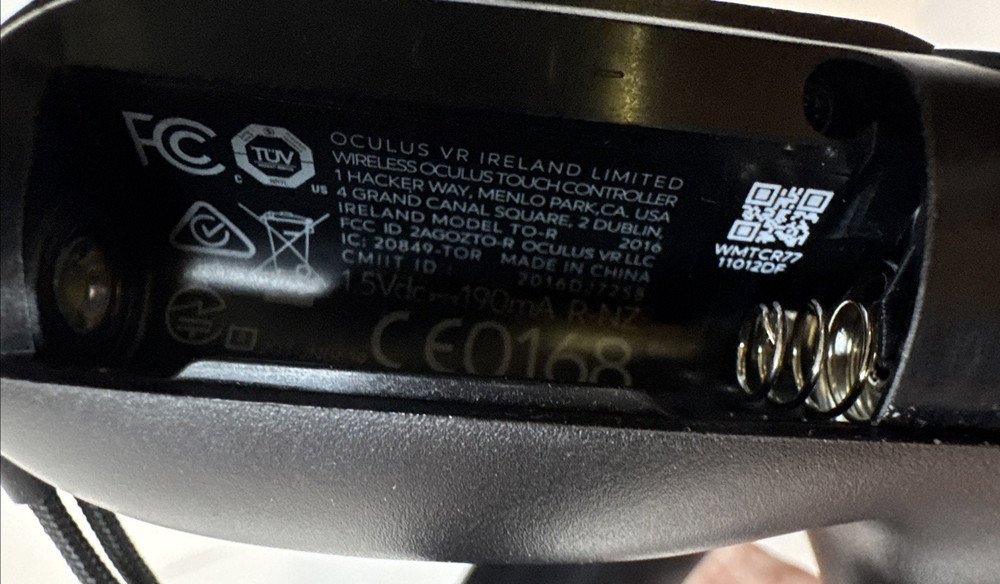 FCC
TUV
C US
OCULUS VR IRELAND LIMITED
WIRELESS OCULUS TOUCH CONTROLLER
1 HACKER WAY, MENLO PARK, CA, USA
4 GRAND CANAL SQUARE, 2 DUBLIN,
IRELAND MODEL TO-R 2016
FCC ID 2AGOZTO-R OCULUS VR LLC
IC: 20849-TOR MADE IN CHINA
CMIIT ID
1.5Vdc 190mA R-NZ
CE0168
WMTCR77
11012DF